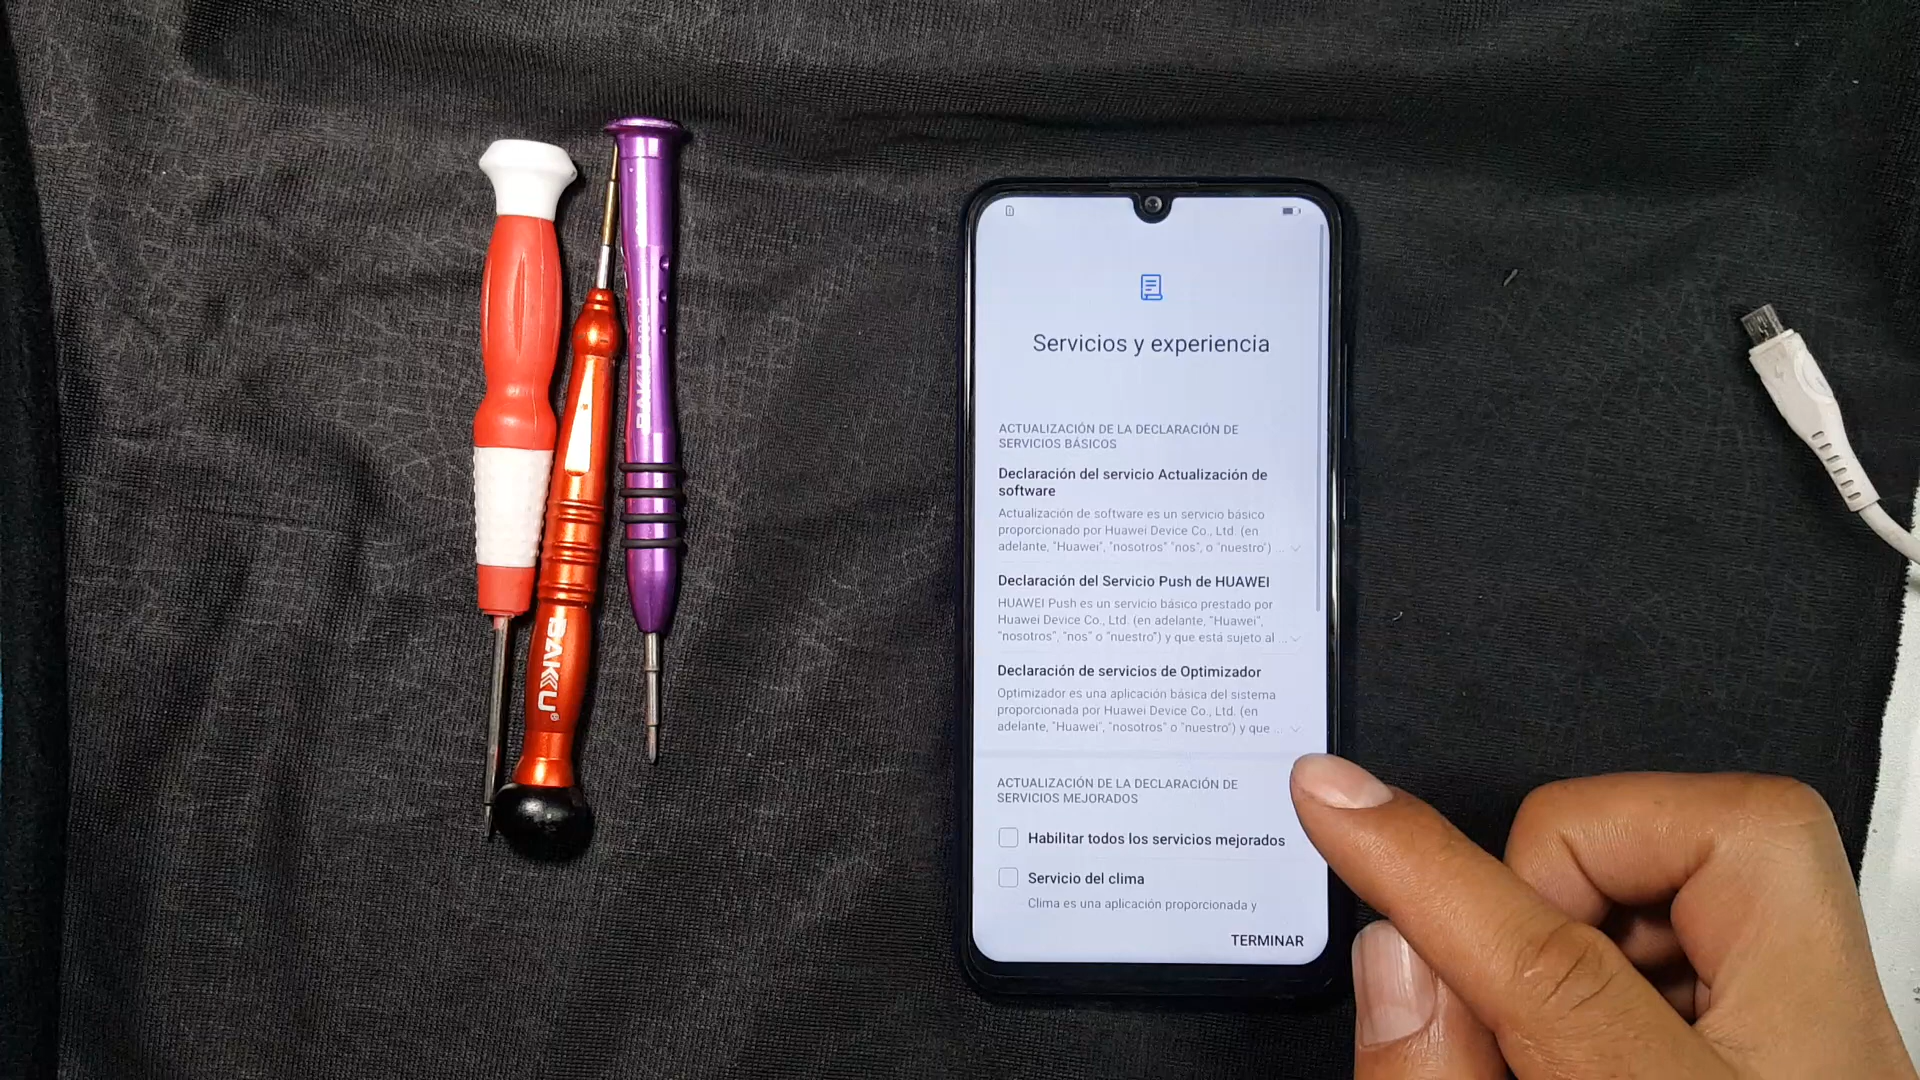 BAKU
Servicios y experiencia
ACTUALIZACIÓN DE LA DECLARACIÓN DE
SERVICIOS BÁSICOS
Declaración del servicio Actualización de
software
Actualización de software es un servicio básico
proporcionado por Huawei Device Co., Ltd. (en
adelante, "Huawei", "nosotros" "nos", o "nuestro") ...
Declaración del Servicio Push de HUAWEI
HUAWEI Push es un servicio básico prestado por
Huawei Device Co., Ltd. (en adelante, "Huawei",
"nosotros", "nos" o "nuestro") y que está sujeto al ...
Declaración de servicios de Optimizador
Optimizador es una aplicación básica del sistema
proporcionada por Huawei Device Co., Ltd. (en
adelante, "Huawei", "nosotros" o "nuestro") y que ...
ACTUALIZACIÓN DE LA DECLARACIÓN DE
SERVICIOS MEJORADOS
Habilitar todos los servicios mejorados
Servicio del clima
Clima es una aplicación proporcionada y
TERMINAR